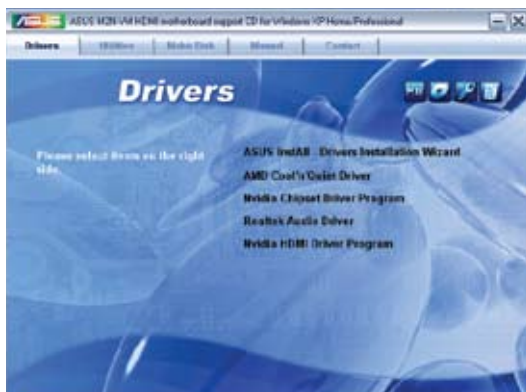 ASUS M2N-VM HDMI motherboard support CD for Windows XP Home/Professional
Drivers
Utilities
Make Disk
Manual
Contact
Drivers
Please select items on the right
side.
ASUS InstAll - Drivers Installation Wizard
AMD Cool'n'Quiet Driver
Nvidia Chipset Driver Program
Realtek Audio Driver
Nvidia HDMI Driver Program